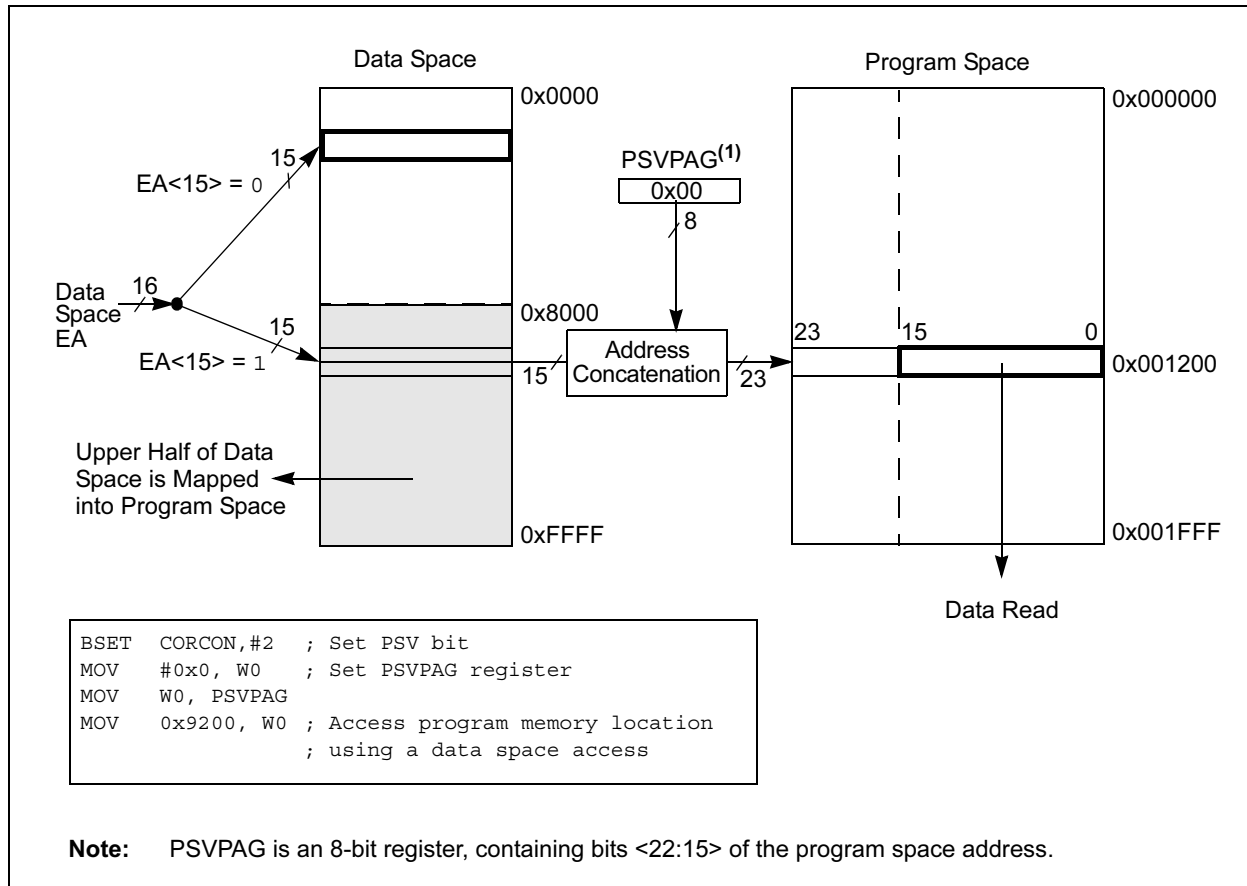 Data Space
Program Space
0x0000
0x000000
15
EA<15> = 0
PSVPAG(1)
0x00
8
16
Data
Space
EA
0x8000
15
EA<15> = 1
15
Address
Concatenation
23
23
15
0
0x001200
Upper Half of Data
Space is Mapped
into Program Space
0xFFFF
0x001FFF
Data Read
BSET CORCON,#2 ; Set PSV bit
MOV #0x0, W0 ; Set PSVPAG register
MOV W0, PSVPAG
MOV 0x9200, W0 ; Access program memory location
; using a data space access
Note: PSVPAG is an 8-bit register, containing bits <22:15> of the program space address.